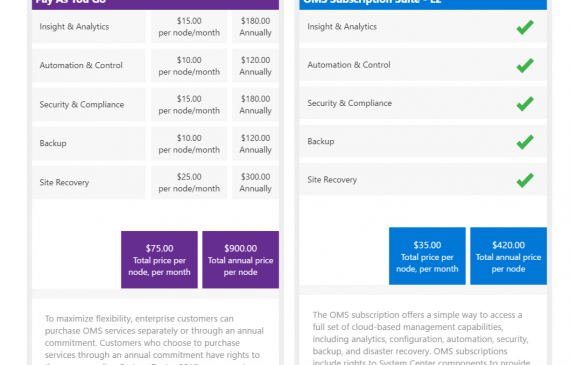 Pay As You Go
Insight & Analytics
$15.00
per node/month
$180.00
Annually
Automation & Control
$10.00
per node/month
$120.00
Annually
Security & Compliance
$15.00
per node/month
$180.00
Annually
Backup
$10.00
per node/month
$120.00
Annually
Site Recovery
$25.00
per node/month
$300.00
Annually
$75.00
Total price per
node, per month
$900.00
Total annual price
per node
To maximize flexibility, enterprise customers can
purchase OMS services separately or through an annual
commitment. Customers who choose to purchase
services through an annual commitment have rights to
OMS Subscription Suite - E2
Insight & Analytics
Automation & Control
Security & Compliance
Backup
Site Recovery
$35.00
Total price per
node, per month
$420.00
Total annual price
per node
The OMS subscription offers a simple way to access a
full set of cloud-based management capabilities,
including analytics, configuration, automation, security,
backup, and disaster recovery. OMS subscriptions
include rights to System Center components to provide